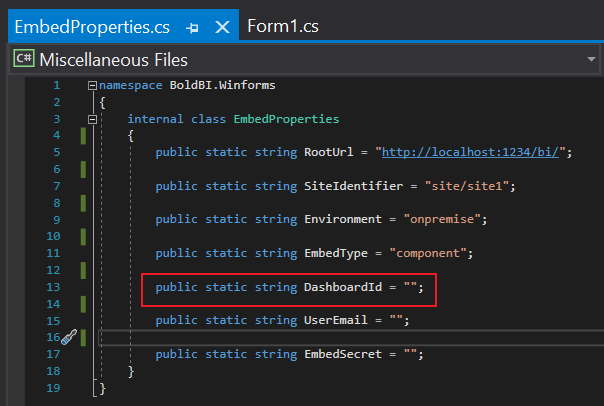 EmbedProperties.cs
Form1.cs
C# Miscellaneous Files
1 namespace BoldBI.Winforms
2 {
3 internal class EmbedProperties
4 {
5 public static string RootUrl = "http://localhost:1234/bi/";
6
7 public static string SiteIdentifier = "site/site1";
8
9 public static string Environment = "onpremise";
10
11 public static string EmbedType = "component";
12
13 public static string DashboardId = "";
14
15 public static string UserEmail = "";
16
17 public static string EmbedSecret = "";
18 }
19 }